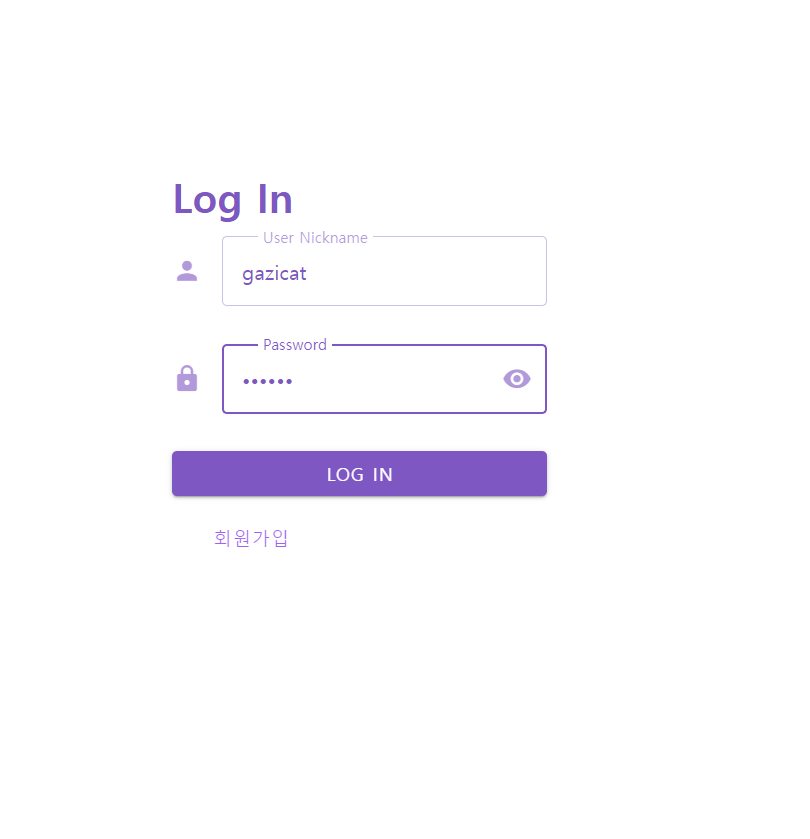 Log In
User Nickname
gazicat
Password
••••••
LOG IN
회원가입